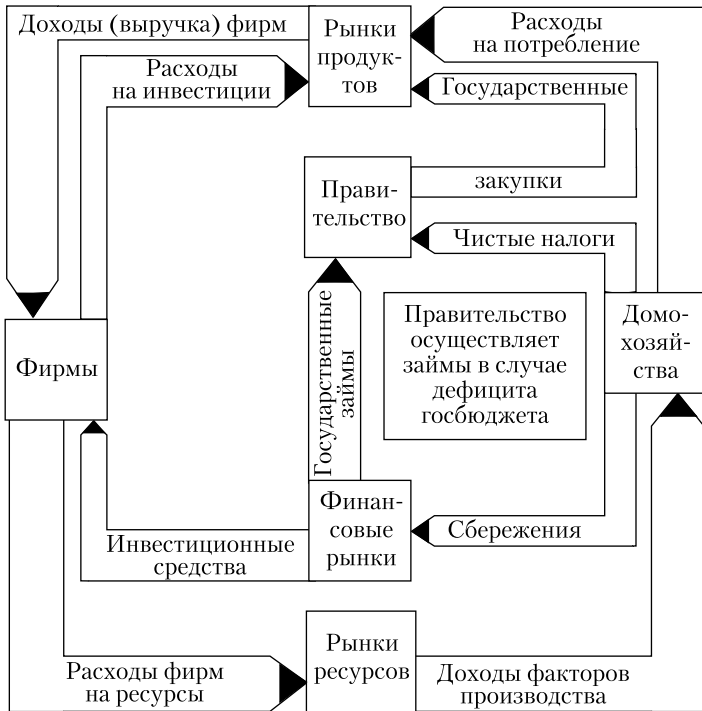 Доходы (выручка) фирм
Рынки
продук-
тов
Расходы
на потребление
Расходы
на инвестиции
Государственные
закупки
Прави-
тельство
Чистые налоги
Государственные
займы
Правительство
осуществляет
займы в случае
дефицита
госбюджета
Домо-
хозяй-
ства
Фирмы
Финан-
совые
рынки
Сбережения
Инвестиционные
средства
Рынки
ресурсов
Расходы фирм
на ресурсы
Доходы факторов
производства